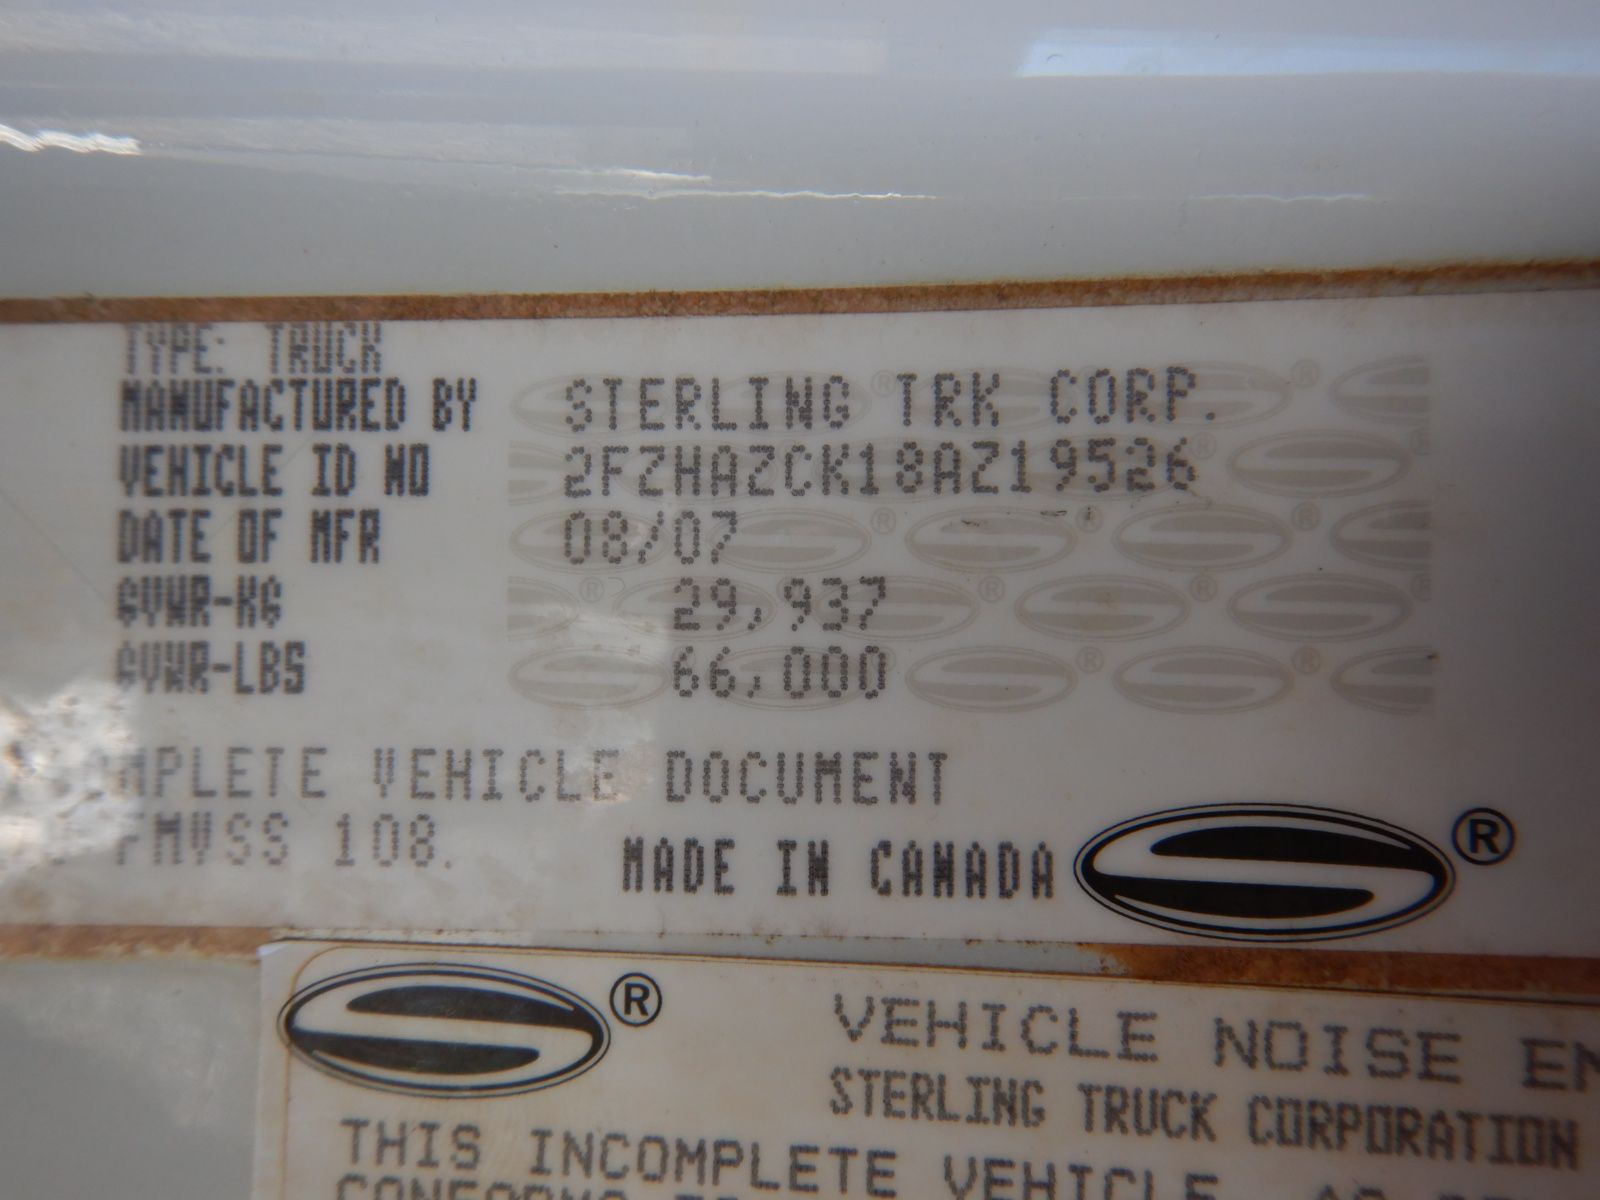 TYPE: TRUCK
MANUFACTURED BY STERLING TRK CORP.
VEHICLE ID NO 2FZHAZCK18AZ19526
DATE OF MFR 08/07
GVWR-KG 29,937
GVWR-LBS 66,000
MPLETE VEHICLE DOCUMENT
FMVSS 108.
MADE IN CANADA S ®
S ® VEHICLE NOISE EN
STERLING TRUCK CORPORATION
THIS INCOMPLETE VEHICLE